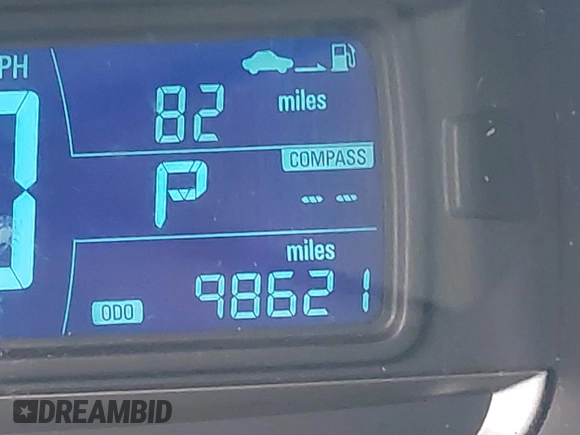 PH
82 miles
COMPASS
P -- 
miles
ODO 98621
DREAMBID